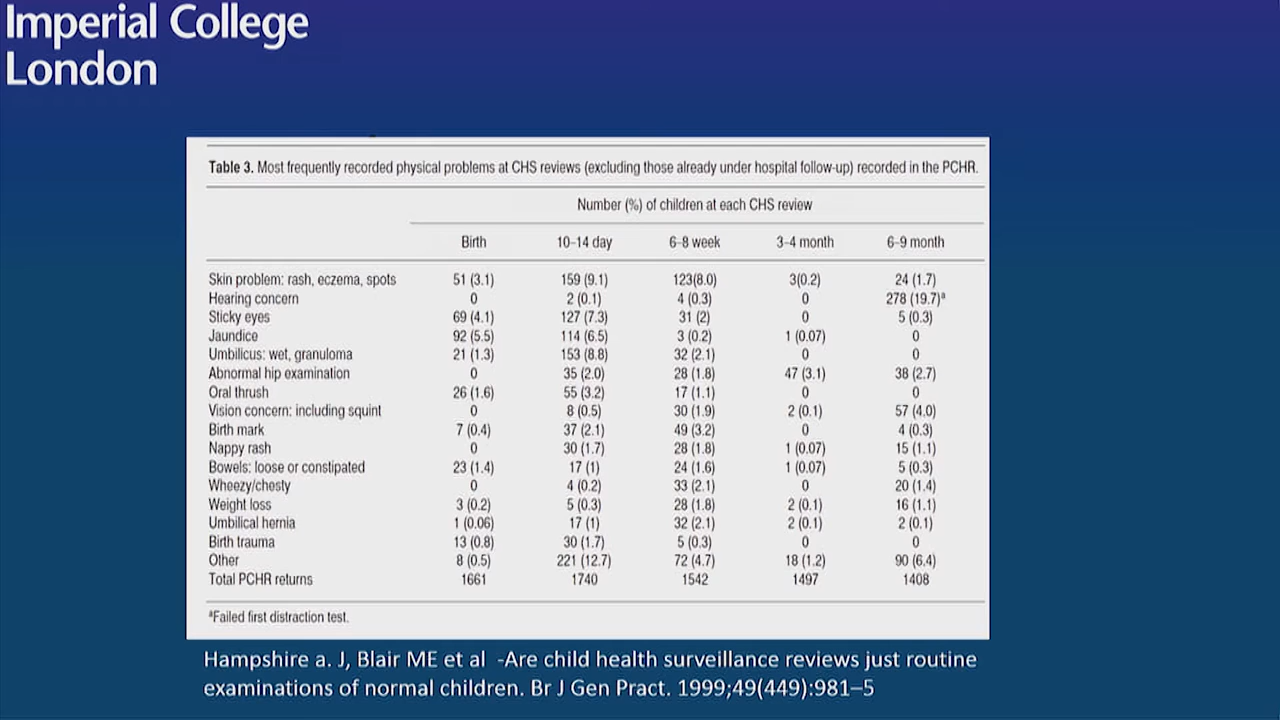 Imperial College
London
Table 3. Most frequently recorded physical problems at CHS reviews (excluding those already under hospital follow-up) recorded in the PCHR.
Number (%) of children at each CHS review
Birth 10–14 day 6–8 week 3–4 month 6–9 month
Skin problem: rash, eczema, spots 51 (3.1) 159 (9.1) 123(8.0) 3(0.2) 24 (1.7)
Hearing concern 0 2 (0.1) 4 (0.3) 0 278 (19.7)ᵃ
Sticky eyes 69 (4.1) 127 (7.3) 31 (2) 0 5 (0.3)
Jaundice 92 (5.5) 114 (6.5) 3 (0.2) 1 (0.07) 0
Umbilicus: wet, granuloma 21 (1.3) 153 (8.8) 32 (2.1) 0 0
Abnormal hip examination 0 35 (2.0) 28 (1.8) 47 (3.1) 38 (2.7)
Oral thrush 26 (1.6) 55 (3.2) 17 (1.1) 0 0
Vision concern: including squint 0 8 (0.5) 30 (1.9) 2 (0.1) 57 (4.0)
Birth mark 7 (0.4) 37 (2.1) 49 (3.2) 0 4 (0.3)
Nappy rash 0 30 (1.7) 28 (1.8) 1 (0.07) 15 (1.1)
Bowels: loose or constipated 23 (1.4) 17 (1) 24 (1.6) 1 (0.07) 5 (0.3)
Wheezy/chesty 0 4 (0.2) 33 (2.1) 0 20 (1.4)
Weight loss 3 (0.2) 5 (0.3) 28 (1.8) 2 (0.1) 16 (1.1)
Umbilical hernia 1 (0.06) 17 (1) 32 (2.1) 2 (0.1) 2 (0.1)
Birth trauma 13 (0.8) 30 (1.7) 5 (0.3) 0 0
Other 8 (0.5) 221 (12.7) 72 (4.7) 18 (1.2) 90 (6.4)
Total PCHR returns 1661 1740 1542 1497 1408
ᵃFailed first distraction test.
Hampshire a. J, Blair ME et al -Are child health surveillance reviews just routine
examinations of normal children. Br J Gen Pract. 1999;49(449):981–5